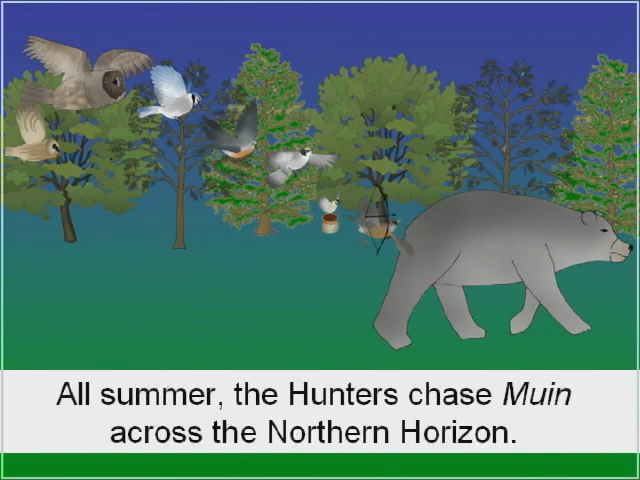 All summer, the Hunters chase Muin
across the Northern Horizon.